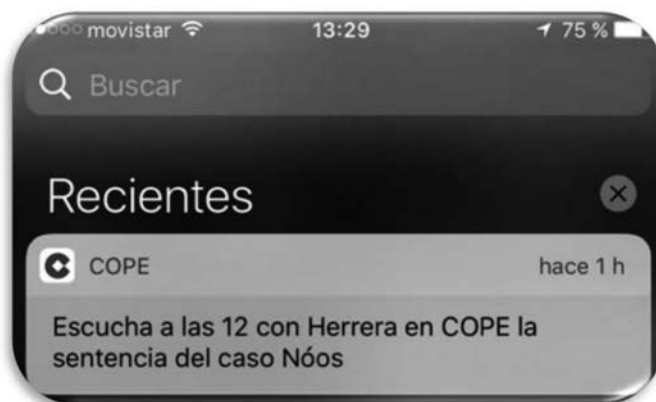 movistar 13:29 75 %
Buscar
Recientes
COPE hace 1 h
Escucha a las 12 con Herrera en COPE la
sentencia del caso Nóos